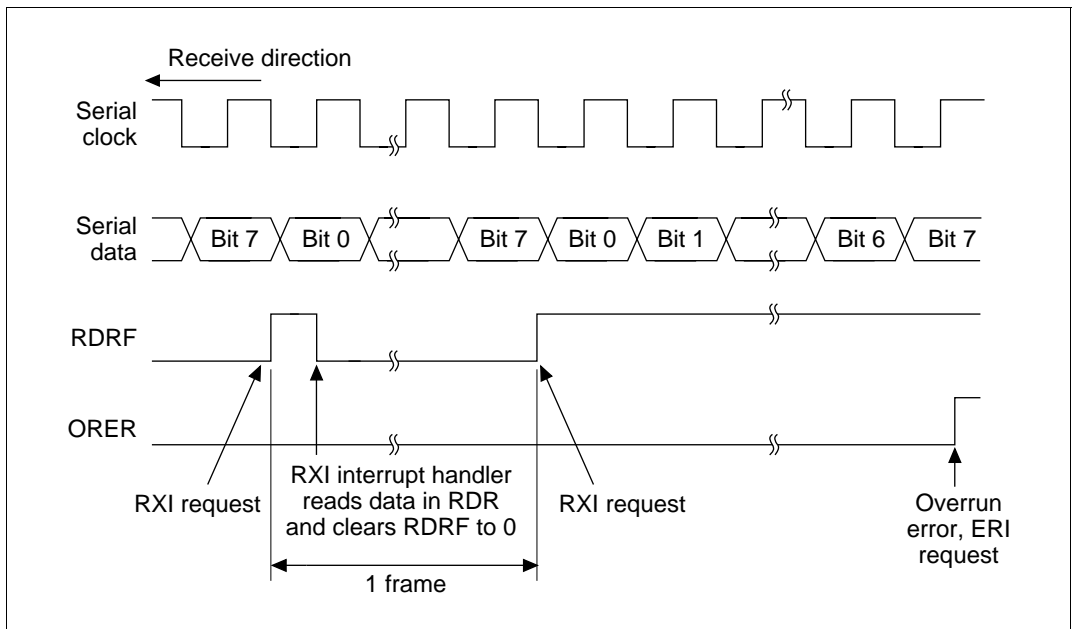 Receive direction
Serial
clock
Serial
data
Bit 7 Bit 0 Bit 7 Bit 0 Bit 1 Bit 6 Bit 7
RDRF
ORER
RXI request
RXI interrupt handler
reads data in RDR
and clears RDRF to 0
RXI request
Overrun
error, ERI
request
1 frame